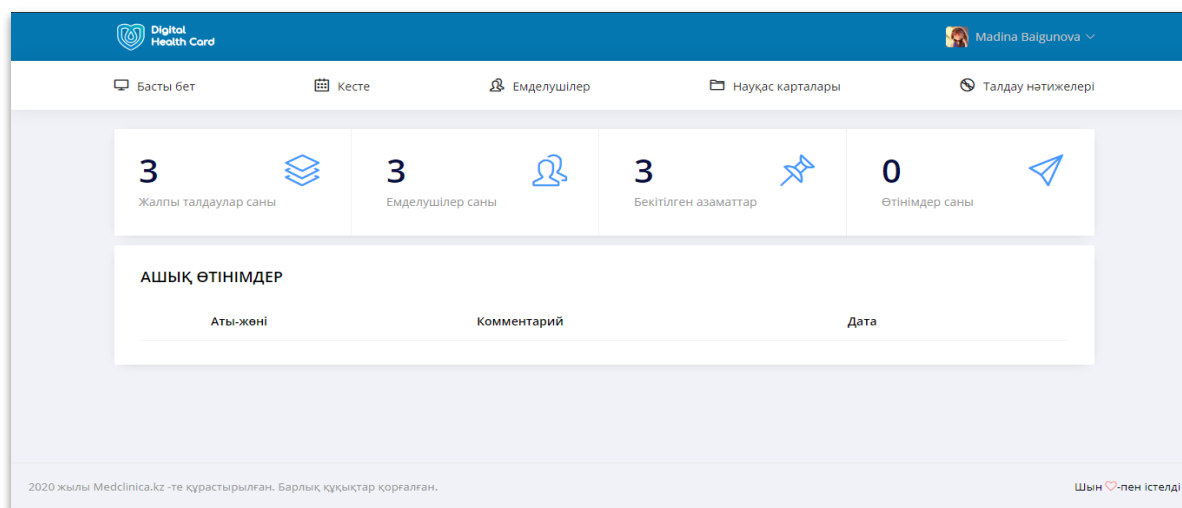 Digital
Health Card
Madina Baigunova
Басты бет
Кесте
Емделушілер
Науқас карталары
Талдау нәтижелері
3
Жалпы талдаулар саны
3
Емделушілер саны
3
Бекітілген азаматтар
0
Өтінімдер саны
АШЫҚ ӨТІНІМДЕР
Аты-жөні
Комментарий
Дата
2020 жылы Medclinica.kz -те құрастырылған. Барлық құқықтар қорғалған.
Шын ♡-пен істелді